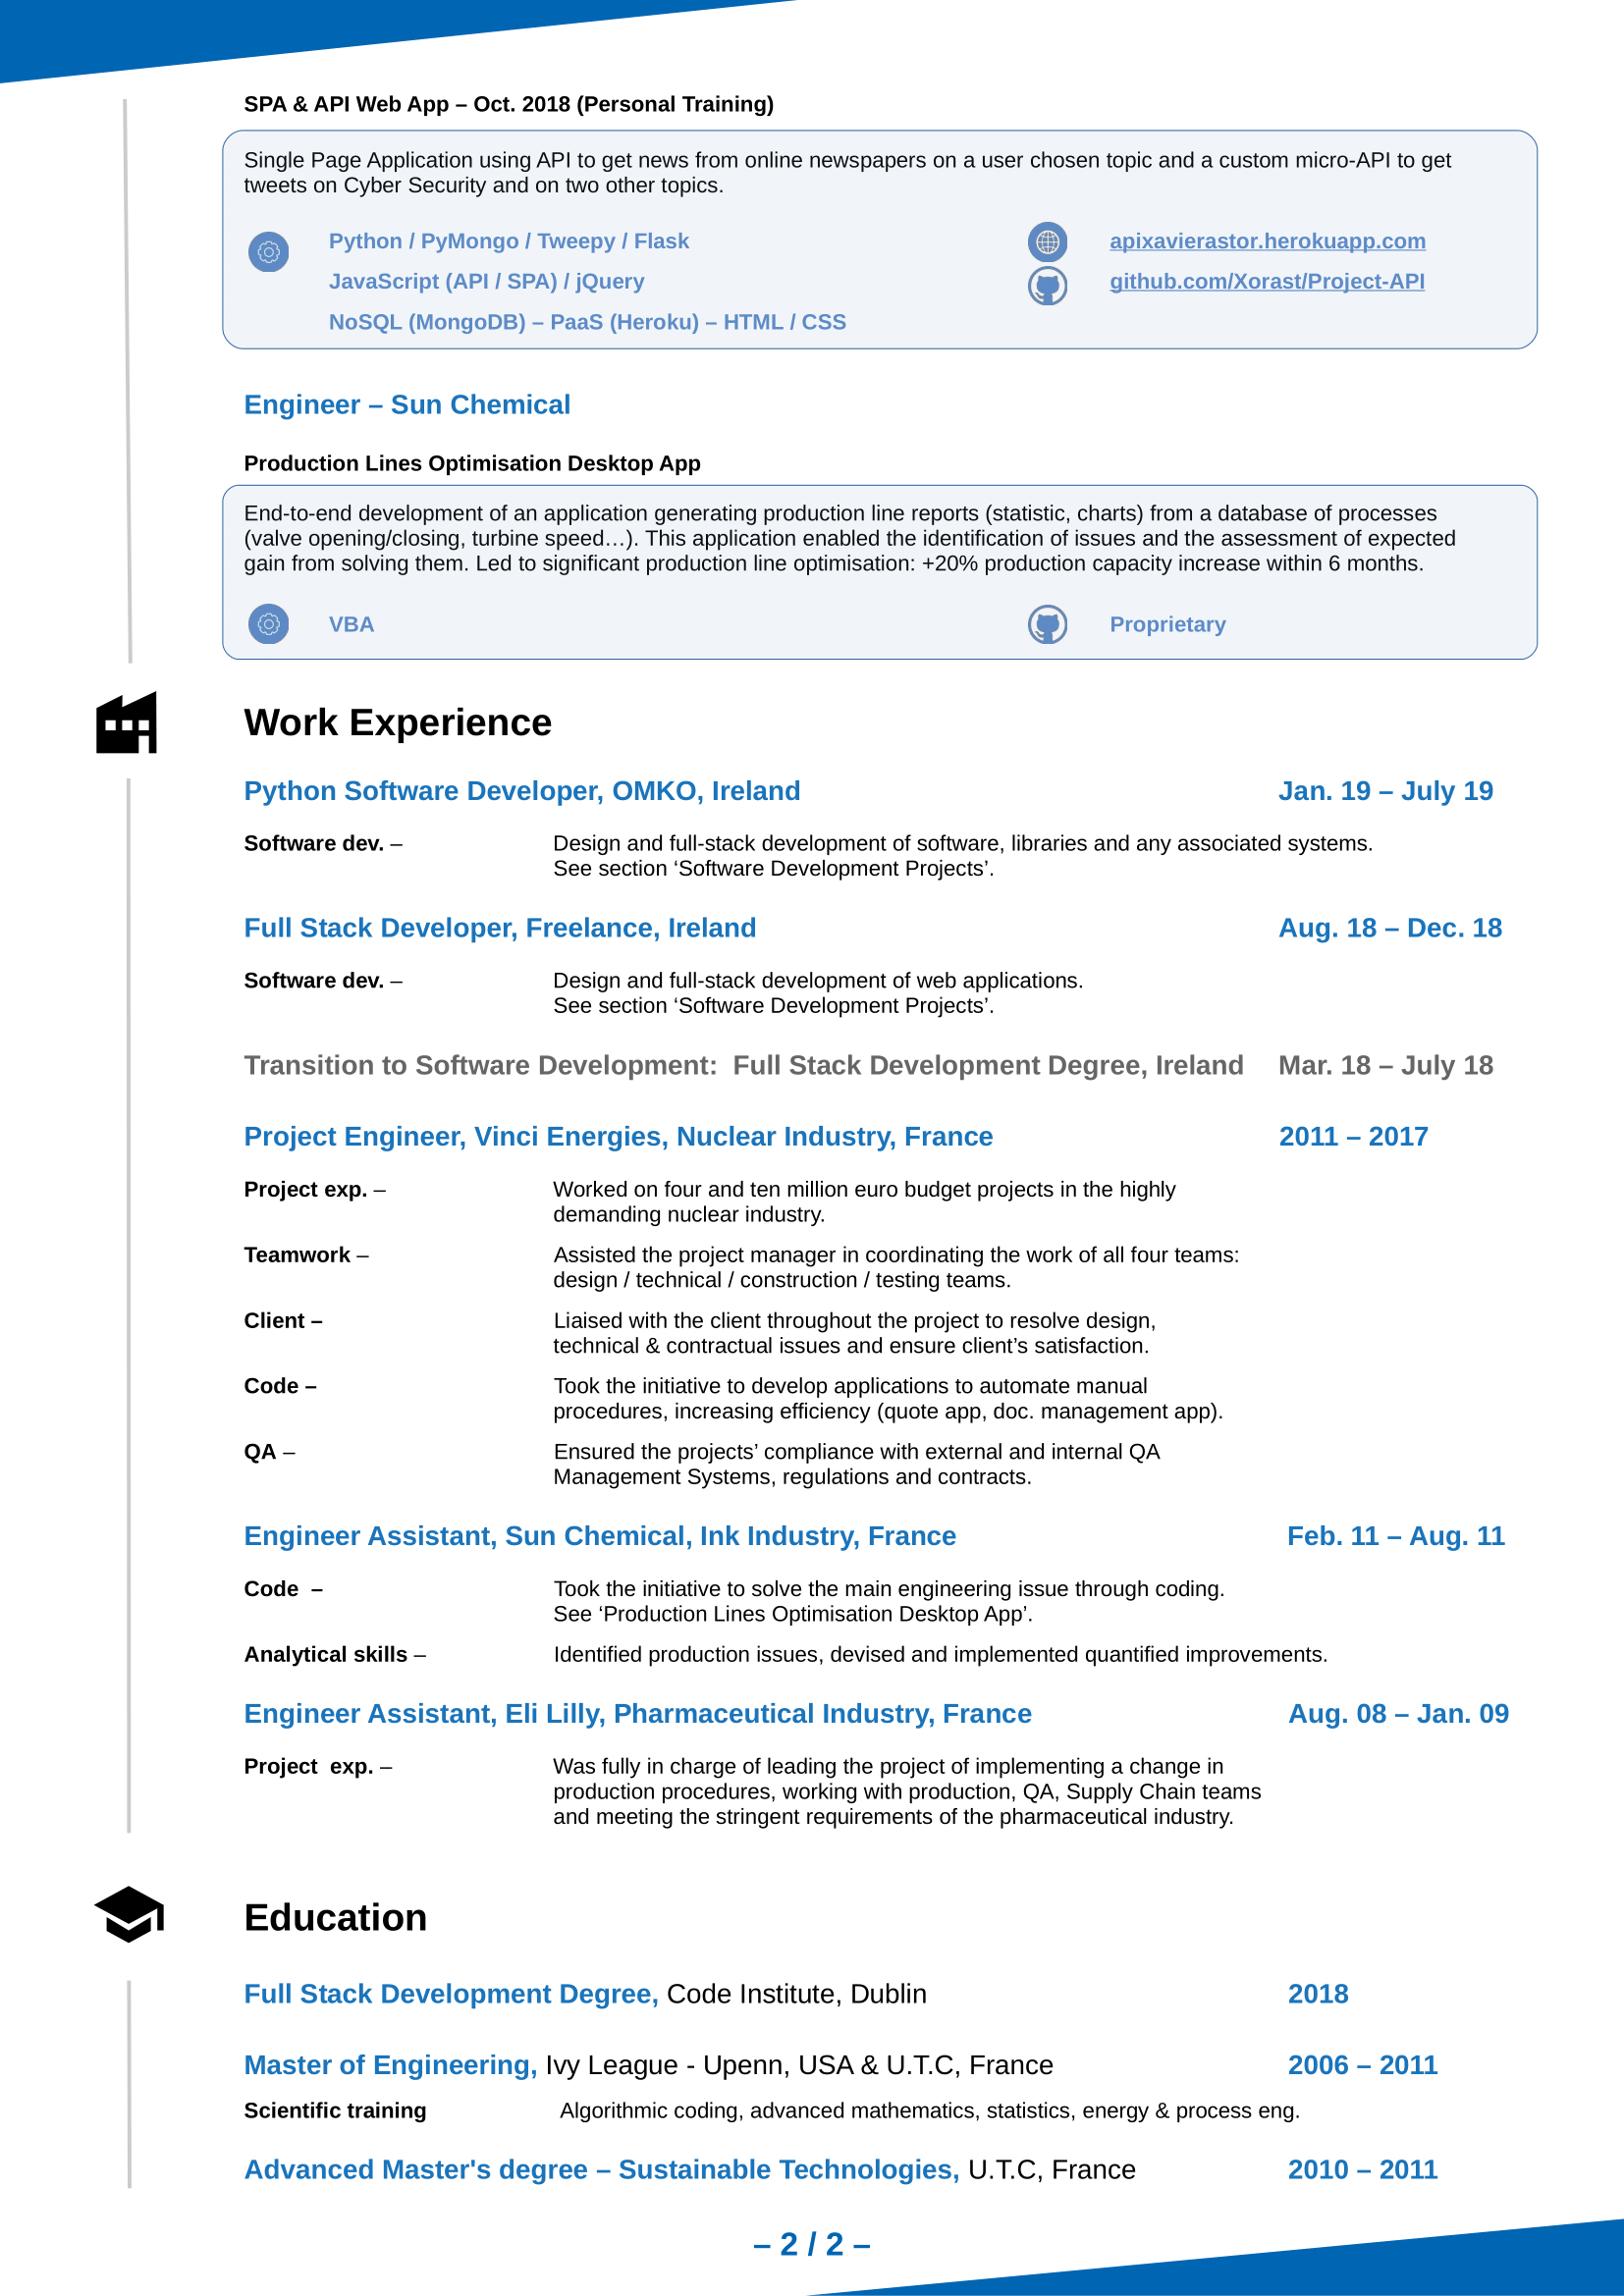 SPA & API Web App – Oct. 2018 (Personal Training)
Single Page Application using API to get news from online newspapers on a user chosen topic and a custom micro-API to get
tweets on Cyber Security and on two other topics.
Python / PyMongo / Tweepy / Flask
apixavierastor.herokuapp.com
JavaScript (API / SPA) / jQuery
github.com/Xorast/Project-API
NoSQL (MongoDB) – PaaS (Heroku) – HTML / CSS
Engineer – Sun Chemical
Production Lines Optimisation Desktop App
End-to-end development of an application generating production line reports (statistic, charts) from a database of processes
(valve opening/closing, turbine speed…). This application enabled the identification of issues and the assessment of expected
gain from solving them. Led to significant production line optimisation: +20% production capacity increase within 6 months.
VBA
Proprietary
Work Experience
Python Software Developer, OMKO, Ireland Jan. 19 – July 19
Software dev. – Design and full-stack development of software, libraries and any associated systems.
See section ‘Software Development Projects’.
Full Stack Developer, Freelance, Ireland Aug. 18 – Dec. 18
Software dev. – Design and full-stack development of web applications.
See section ‘Software Development Projects’.
Transition to Software Development:  Full Stack Development Degree, Ireland Mar. 18 – July 18
Project Engineer, Vinci Energies, Nuclear Industry, France 2011 – 2017
Project exp. – Worked on four and ten million euro budget projects in the highly
demanding nuclear industry.
Teamwork – Assisted the project manager in coordinating the work of all four teams:
design / technical / construction / testing teams.
Client – Liaised with the client throughout the project to resolve design,
technical & contractual issues and ensure client’s satisfaction.
Code – Took the initiative to develop applications to automate manual
procedures, increasing efficiency (quote app, doc. management app).
QA – Ensured the projects’ compliance with external and internal QA
Management Systems, regulations and contracts.
Engineer Assistant, Sun Chemical, Ink Industry, France Feb. 11 – Aug. 11
Code  – Took the initiative to solve the main engineering issue through coding.
See ‘Production Lines Optimisation Desktop App’.
Analytical skills – Identified production issues, devised and implemented quantified improvements.
Engineer Assistant, Eli Lilly, Pharmaceutical Industry, France Aug. 08 – Jan. 09
Project  exp. – Was fully in charge of leading the project of implementing a change in
production procedures, working with production, QA, Supply Chain teams
and meeting the stringent requirements of the pharmaceutical industry.
Education
Full Stack Development Degree, Code Institute, Dublin 2018
Master of Engineering, Ivy League - Upenn, USA & U.T.C, France 2006 – 2011
Scientific training Algorithmic coding, advanced mathematics, statistics, energy & process eng.
Advanced Master's degree – Sustainable Technologies, U.T.C, France 2010 – 2011
– 2 / 2 –